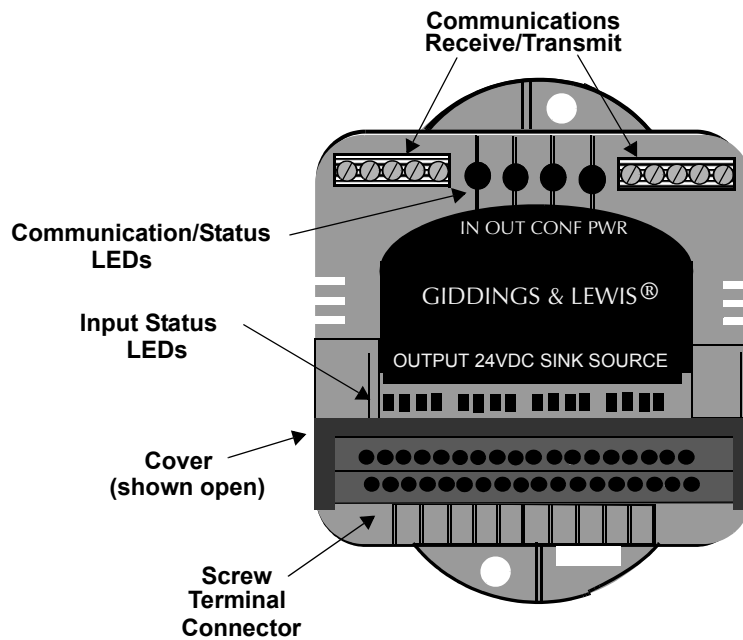 Communications
Receive/Transmit
Communication/Status
LEDs
IN OUT CONF PWR
GIDDINGS & LEWIS®
Input Status
LEDs
OUTPUT 24VDC SINK SOURCE
Cover
(shown open)
Screw
Terminal
Connector